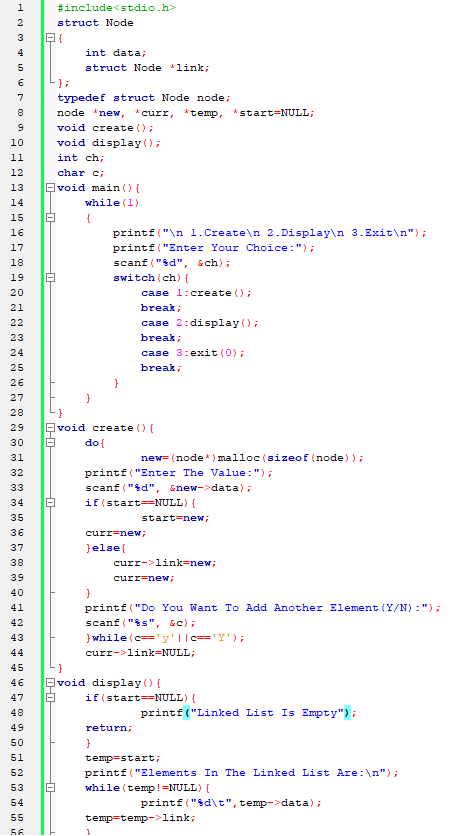 1 #include<stdio.h>
2 struct Node
3 {
4 int data;
5 struct Node *link;
6 };
7 typedef struct Node node;
8 node *new, *curr, *temp, *start=NULL;
9 void create();
10 void display();
11 int ch;
12 char c;
13 void main(){
14 while(1)
15 {
16 printf("\n 1.Create\n 2.Display\n 3.Exit\n");
17 printf("Enter Your Choice:");
18 scanf("%d", &ch);
19 switch(ch){
20 case 1:create();
21 break;
22 case 2:display();
23 break;
24 case 3:exit(0);
25 break;
26 }
27 }
28 }
29 void create(){
30 do{
31 new=(node*)malloc(sizeof(node));
32 printf("Enter The Value:");
33 scanf("%d", &new->data);
34 if(start==NULL){
35 start=new;
36 curr=new;
37 }else{
38 curr->link=new;
39 curr=new;
40 }
41 printf("Do You Want To Add Another Element(Y/N):");
42 scanf("%s", &c);
43 }while(c=='y'||c=='Y');
44 curr->link=NULL;
45 }
46 void display(){
47 if(start==NULL){
48 printf("Linked List Is Empty");
49 return;
50 }
51 temp=start;
52 printf("Elements In The Linked List Are:\n");
53 while(temp!=NULL){
54 printf("%d\t",temp->data);
55 temp=temp->link;
56 }